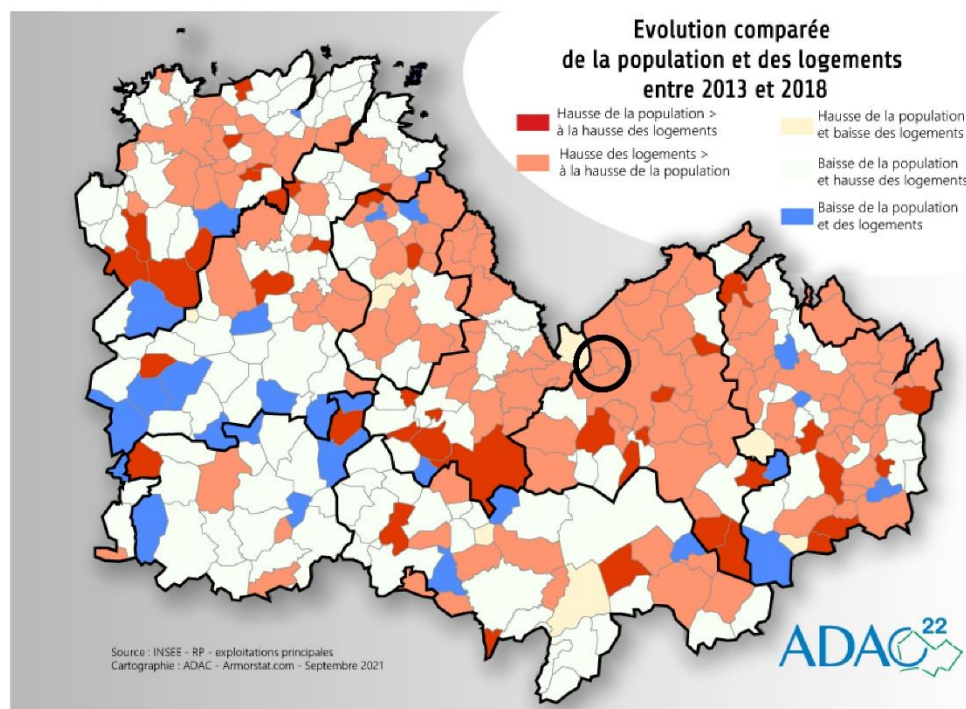 Evolution comparée
de la population et des logements
entre 2013 et 2018
Hausse de la population >
à la hausse des logements
Hausse des logements >
à la hausse de la population
Hausse de la population
et baisse des logements
Baisse de la population
et hausse des logements
Baisse de la population
et des logements
Source : INSEE - RP - exploitations principales
Cartographie : ADAC - Armorstat.com - Septembre 2021
ADAC 22